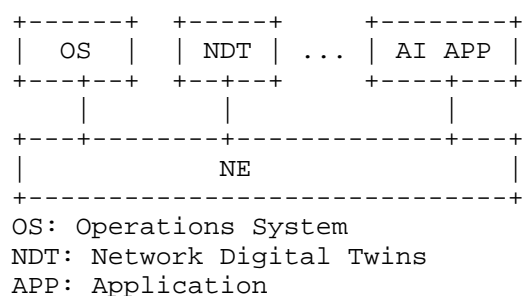 +------+  +-----+     +--------+
|  OS  |  | NDT | ... | AI APP |
+---+--+  +--+--+     +----+---+
    |        |             |
+---+--------+-------------+---+
|            NE                |
+------------------------------+
OS: Operations System
NDT: Network Digital Twins
APP: Application